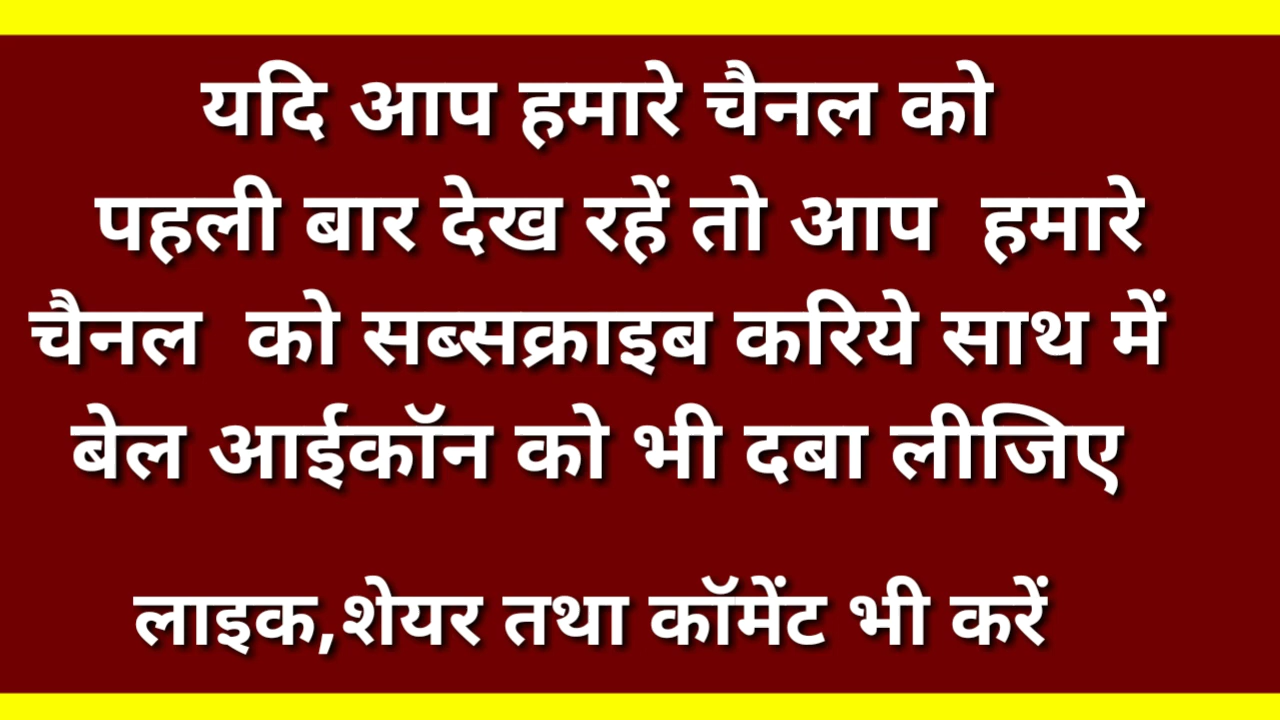 यदि आप हमारे चैनल को
पहली बार देख रहें तो आप हमारे
चैनल को सब्सक्राइब करिये साथ में
बेल आईकॉन को भी दबा लीजिए
लाइक,शेयर तथा कॉमेंट भी करें